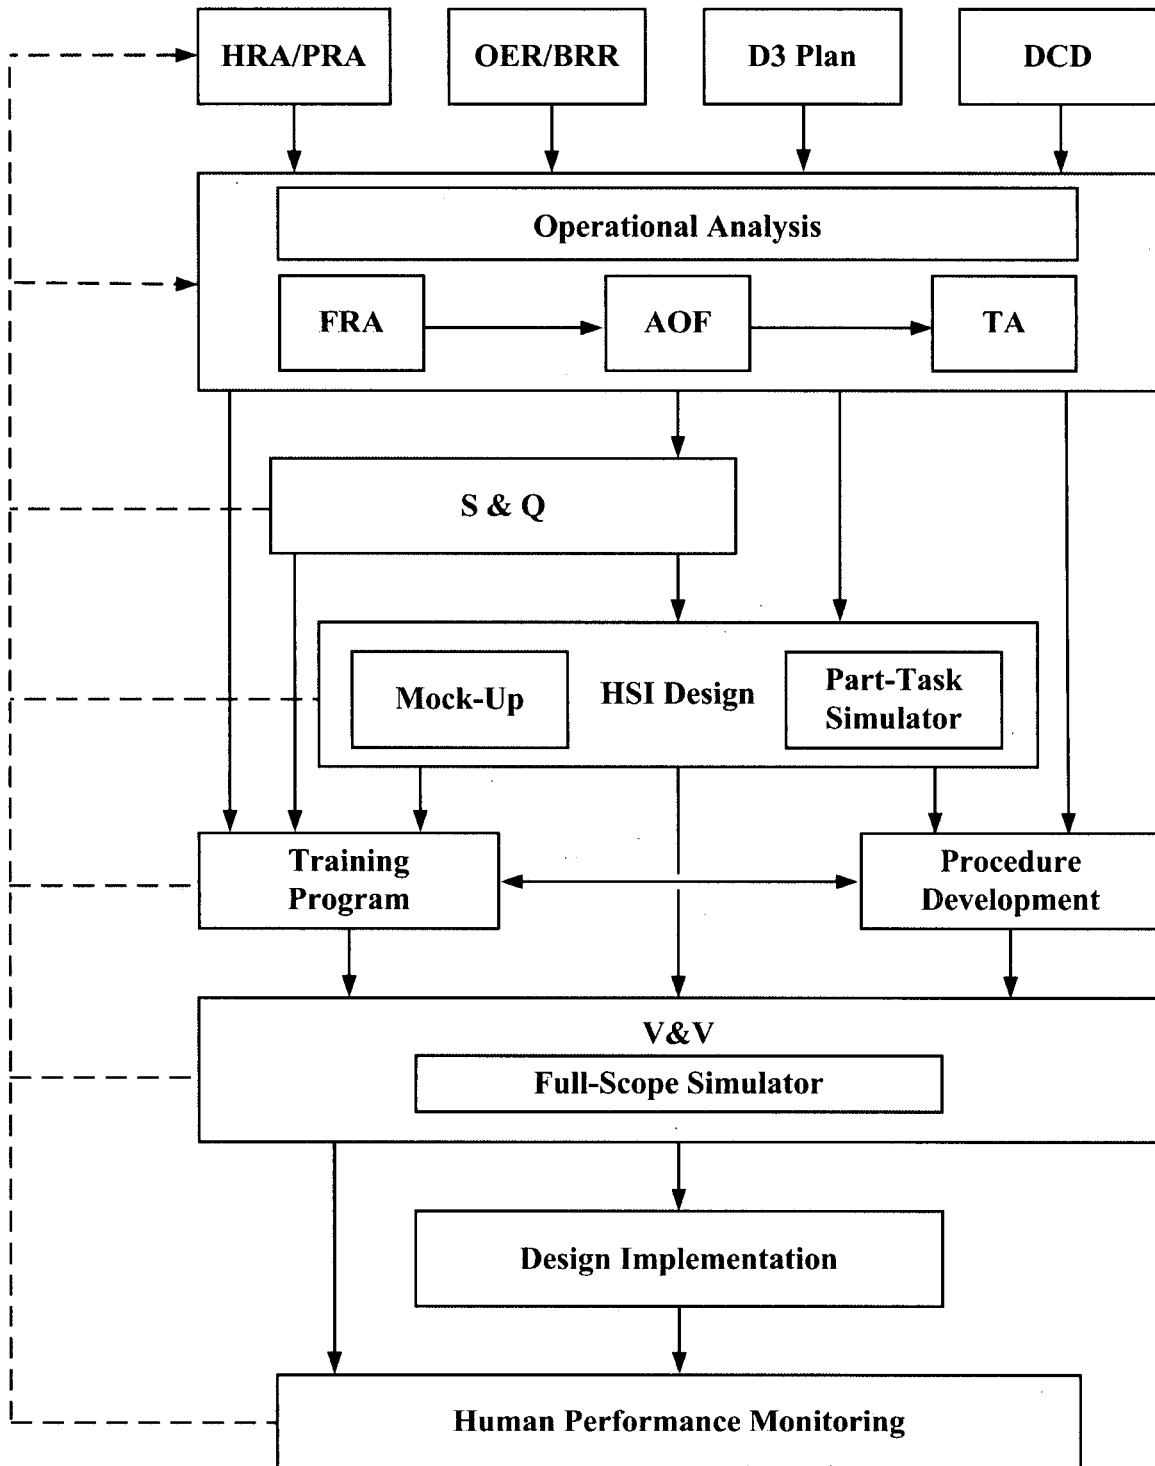 HRA/PRA
OER/BRR
D3 Plan
DCD
Operational Analysis
FRA
AOF
TA
S & Q
Mock-Up
HSI Design
Part-Task
Simulator
Training
Program
Procedure
Development
V&V
Full-Scope Simulator
Design Implementation
Human Performance Monitoring